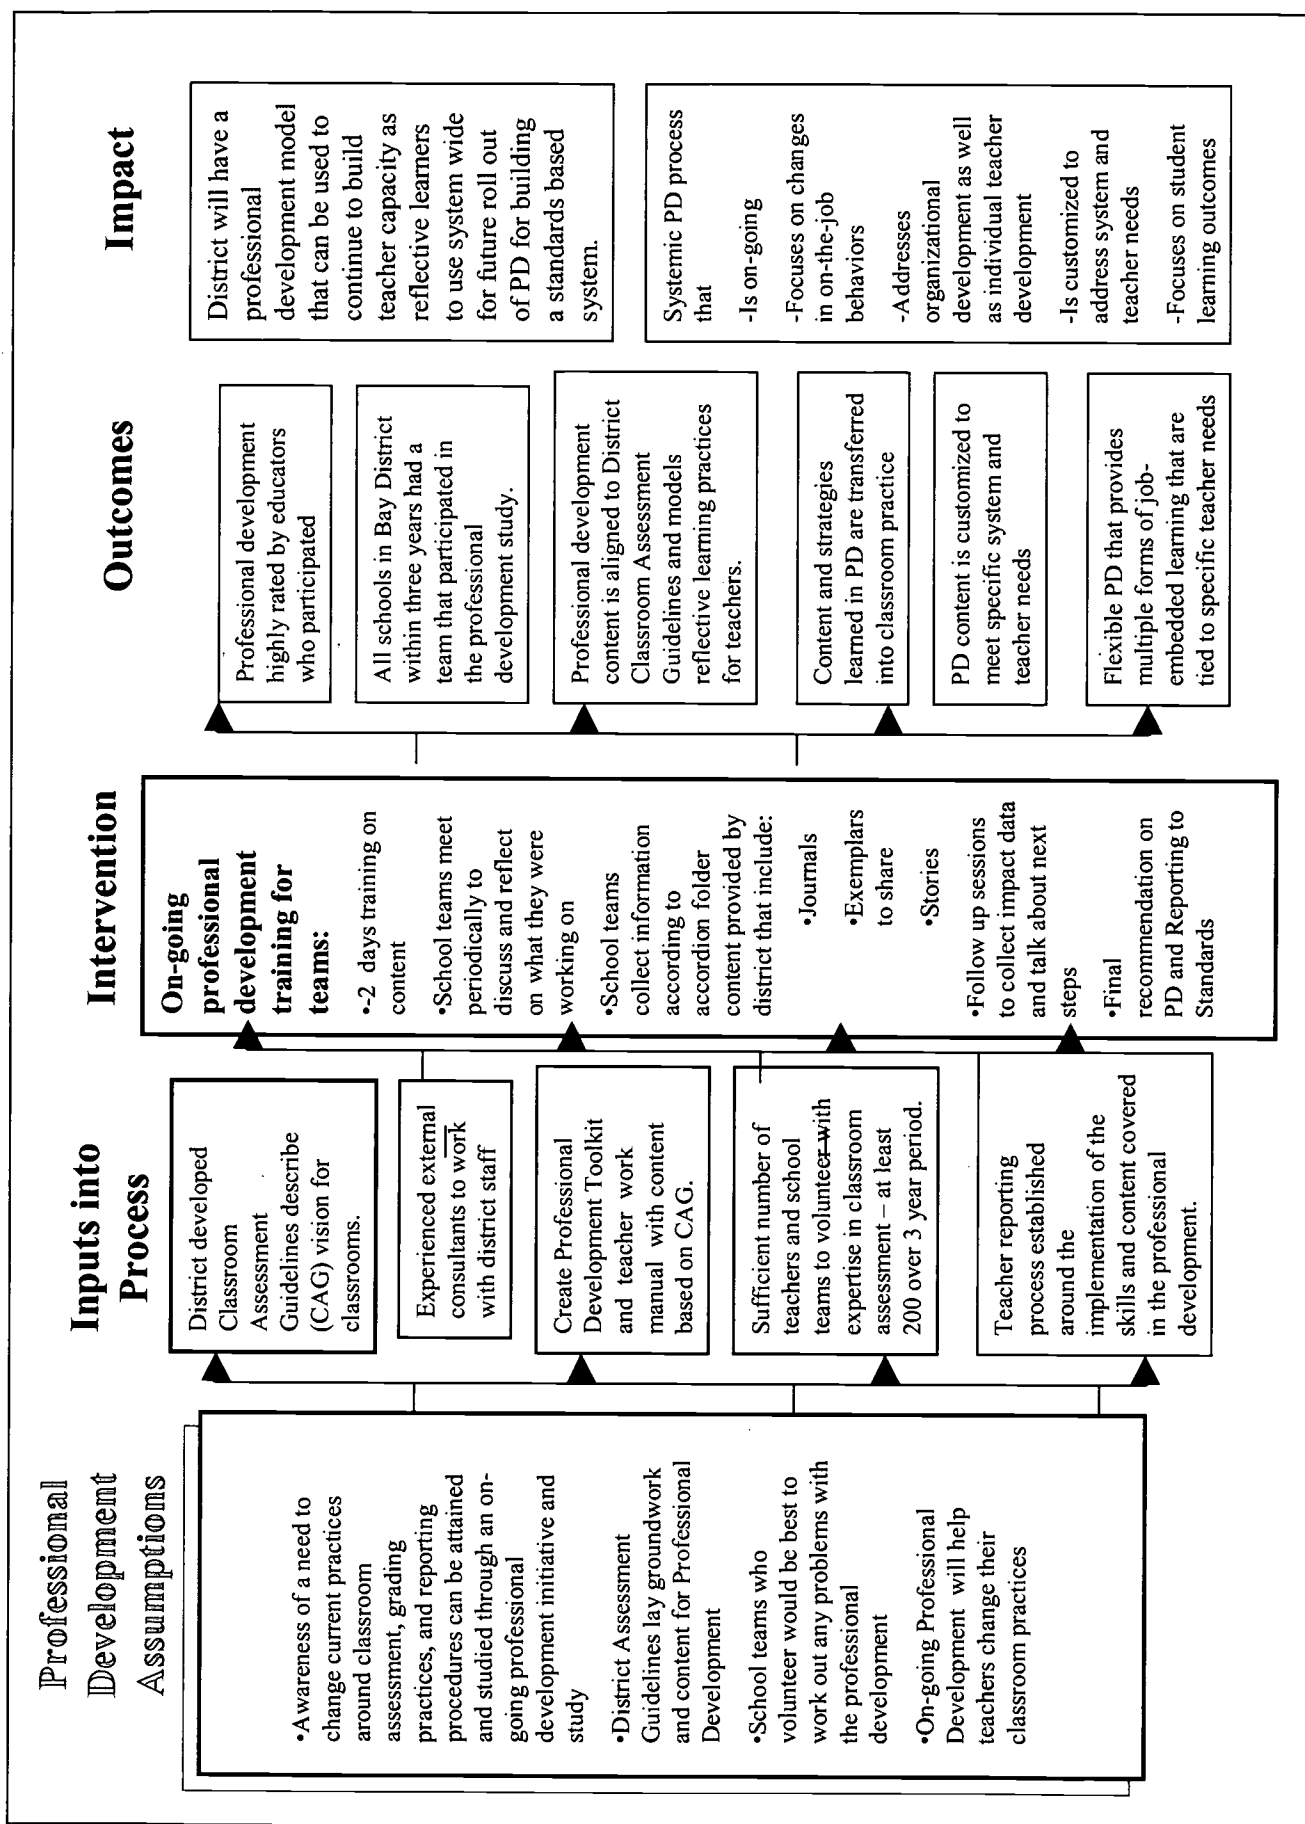 Professional
Development
Assumptions
•Awareness of a need to
change current practices
around classroom
assessment, grading
practices, and reporting
procedures can be attained
and studied through an on-
going professional
development initiative and
study
•District Assessment
Guidelines lay groundwork
and content for Professional
Development
•School teams who
volunteer would be best to
work out any problems with
the professional
development
•On-going Professional
Development will help
teachers change their
classroom practices
Inputs into
Process
District developed
Classroom
Assessment
Guidelines describe
(CAG) vision for
classrooms.
Experienced external
consultants to work
with district staff
Create Professional
Development Toolkit
and teacher work
manual with content
based on CAG.
Sufficient number of
teachers and school
teams to volunteer with
expertise in classroom
assessment – at least
200 over 3 year period.
Teacher reporting
process established
around the
implementation of the
skills and content covered
in the professional
development.
Intervention
On-going
professional
development
training for
teams:
•-2 days training on
content
•School teams meet
periodically to
discuss and reflect
on what they were
working on
•School teams
collect information
according to
accordion folder
content provided by
district that include:
•Journals
•Exemplars
to share
•Stories
•Follow up sessions
to collect impact data
and talk about next
steps
•Final
recommendation on
PD and Reporting to
Standards
Outcomes
Professional development
highly rated by educators
who participated
All schools in Bay District
within three years had a
team that participated in
the professional
development study.
Professional development
content is aligned to District
Classroom Assessment
Guidelines and models
reflective learning practices
for teachers.
Content and strategies
learned in PD are transferred
into classroom practice
PD content is customized to
meet specific system and
teacher needs
Flexible PD that provides
multiple forms of job-
embedded learning that are
tied to specific teacher needs
Impact
District will have a
professional
development model
that can be used to
continue to build
teacher capacity as
reflective learners
to use system wide
for future roll out
of PD for building
a standards based
system.
Systemic PD process
that
-Is on-going
-Focuses on changes
in on-the-job
behaviors
-Addresses
organizational
development as well
as individual teacher
development
-Is customized to
address system and
teacher needs
-Focuses on student
learning outcomes